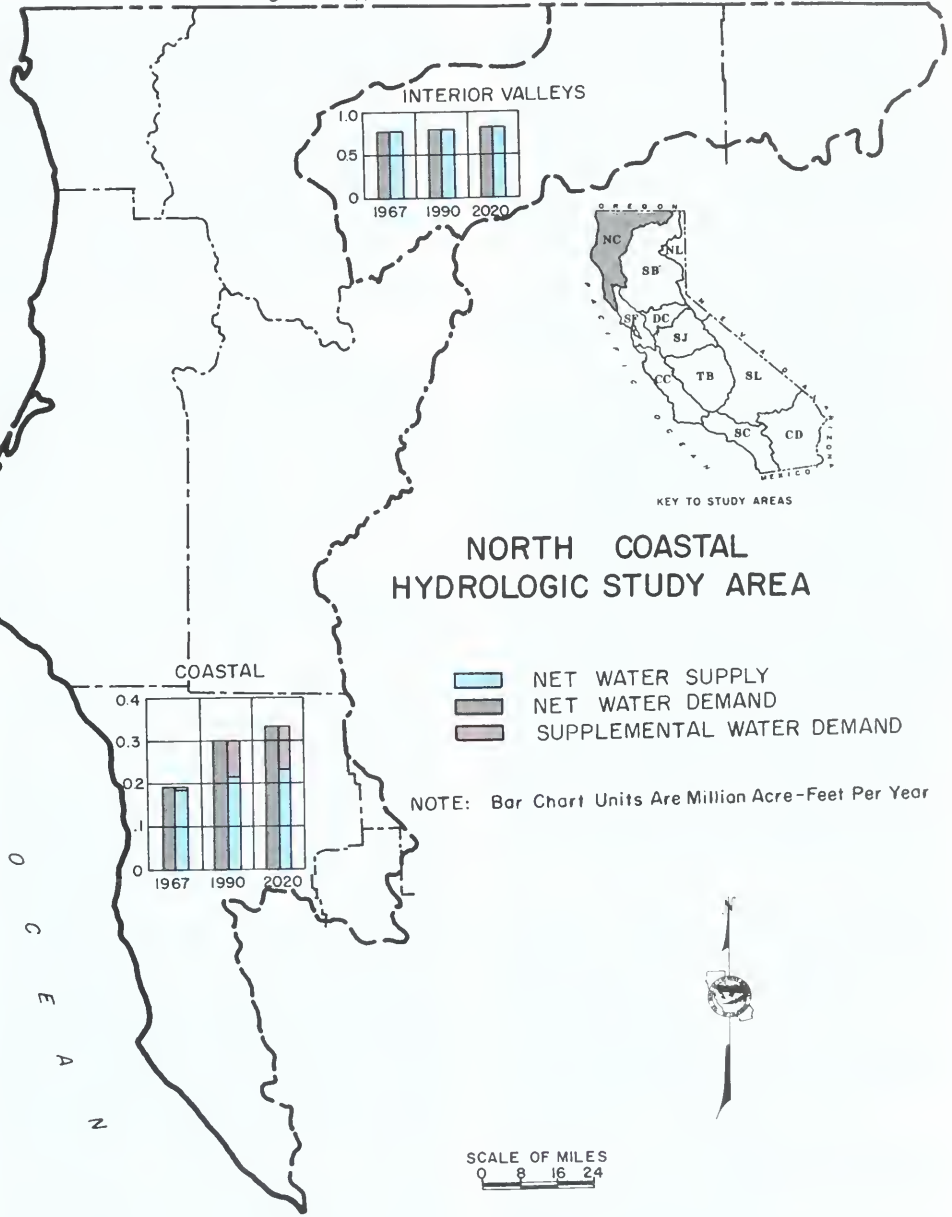 INTERIOR VALLEYS
1.0
0.5
0
1967 1990 2020
OREGON
NC
NL
SB
SF
DC
SJ
CC
TB
SL
SC
CD
PACIFIC
OCEAN
NEVADA
ARIZONA
MEXICO
KEY TO STUDY AREAS
NORTH COASTAL
HYDROLOGIC STUDY AREA
NET WATER SUPPLY
NET WATER DEMAND
SUPPLEMENTAL WATER DEMAND
NOTE: Bar Chart Units Are Million Acre-Feet Per Year
COASTAL
0.4
0.3
02
.1
0
1967 1990 2020
OCEAN
N
SCALE OF MILES
0 8 16 24